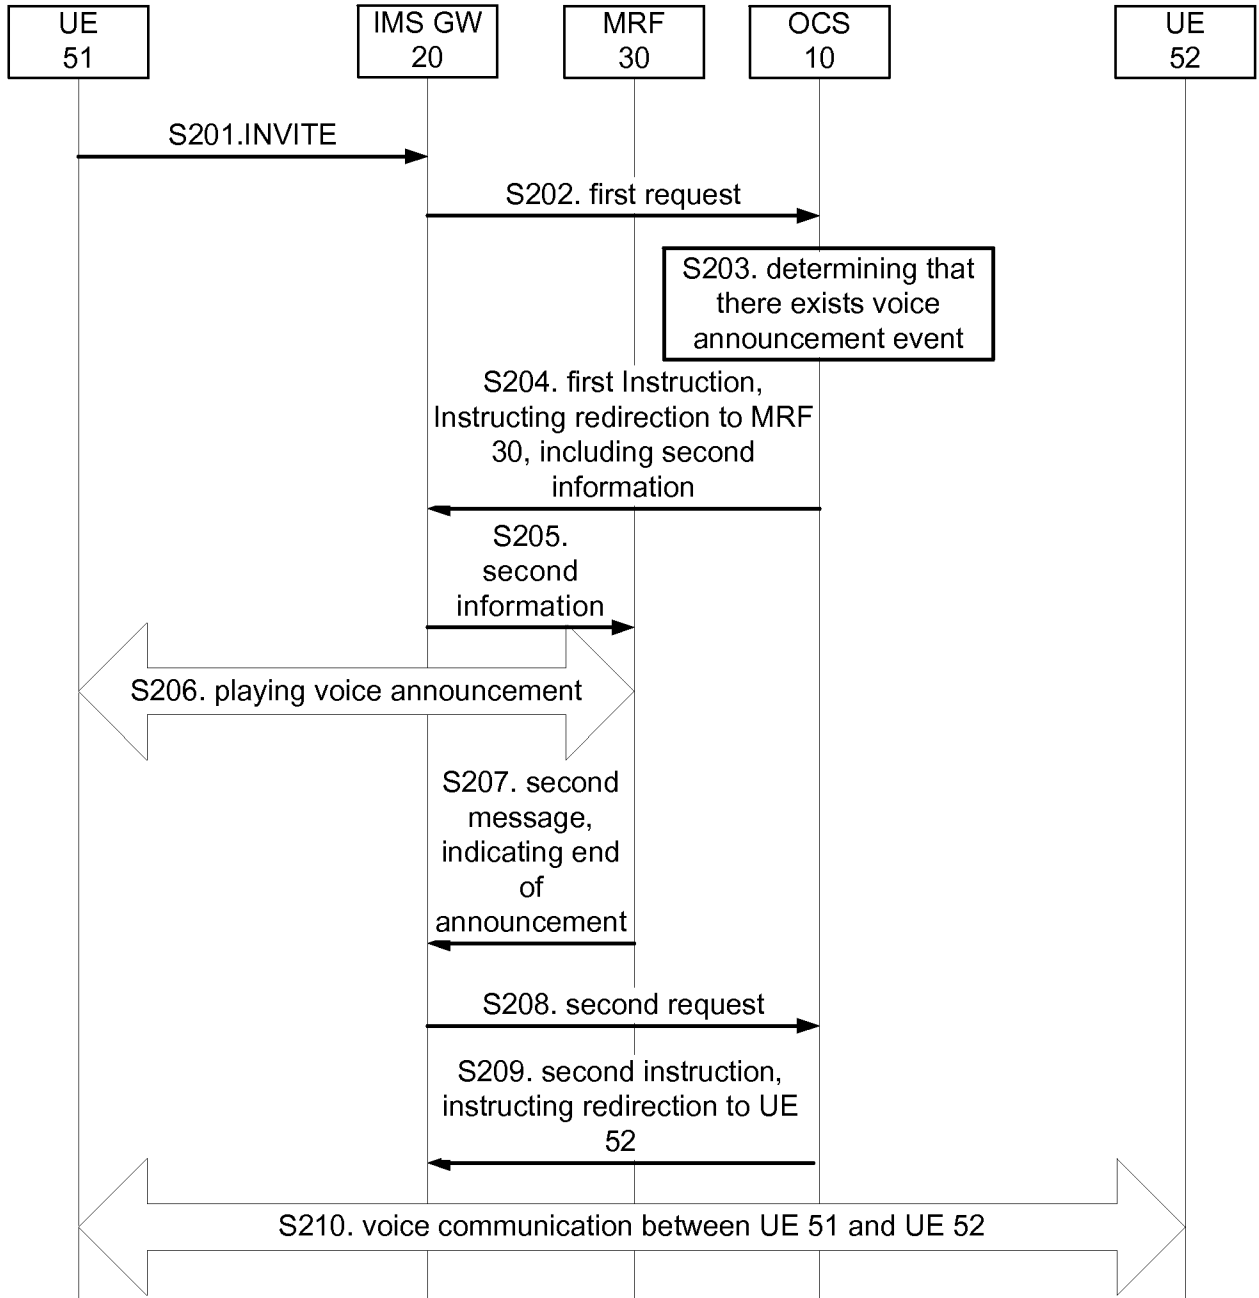 UE
51
IMS GW
20
MRF
30
OCS
10
UE
52
S201.INVITE
S202. first request
S203. determining that
there exists voice
announcement event
S204. first Instruction,
Instructing redirection to MRF
30, including second
information
S205.
second
information
S206. playing voice announcement
S207. second
message,
indicating end
of
announcement
S208. second request
S209. second instruction,
instructing redirection to UE
52
S210. voice communication between UE 51 and UE 52